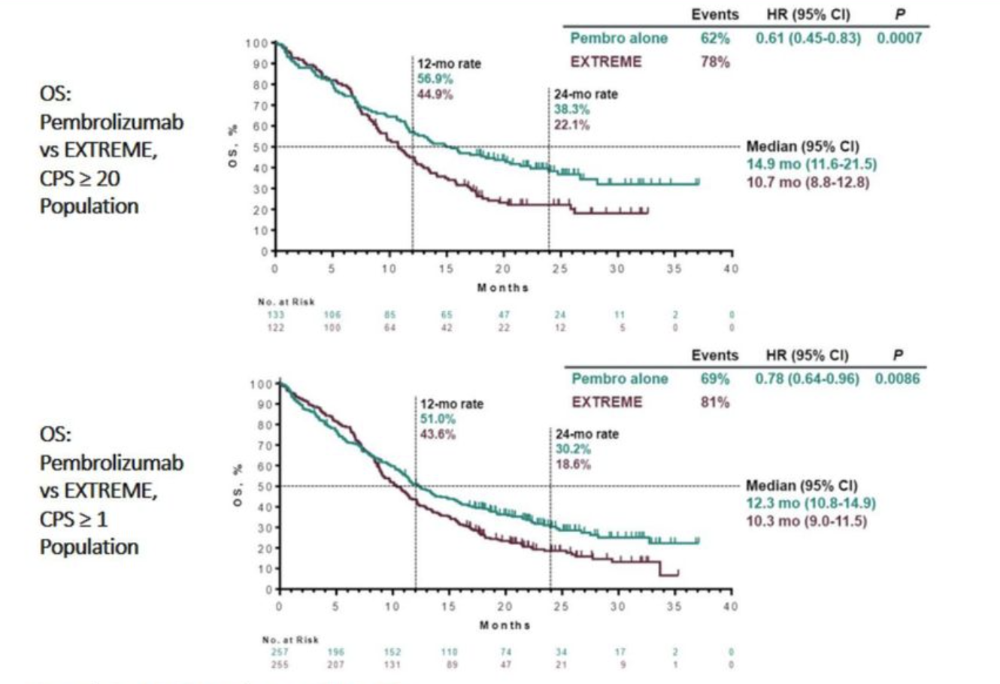 Events HR (95% CI) P
Pembro alone 62% 0.61 (0.45-0.83) 0.0007
EXTREME 78%
OS:
Pembrolizumab
vs EXTREME,
CPS ≥ 20
Population
OS, %
100
90
80
70
60
50
40
30
20
10
0
12-mo rate
56.9%
44.9%
24-mo rate
38.3%
22.1%
Median (95% CI)
14.9 mo (11.6-21.5)
10.7 mo (8.8-12.8)
0 5 10 15 20 25 30 35 40
Months
No. at Risk
133 106 85 65 47 24 11 2 0
122 100 64 42 22 12 5 0 0
Events HR (95% CI) P
Pembro alone 69% 0.78 (0.64-0.96) 0.0086
EXTREME 81%
OS:
Pembrolizumab
vs EXTREME,
CPS ≥ 1
Population
OS, %
100
90
80
70
60
50
40
30
20
10
0
12-mo rate
51.0%
43.6%
24-mo rate
30.2%
18.6%
Median (95% CI)
12.3 mo (10.8-14.9)
10.3 mo (9.0-11.5)
0 5 10 15 20 25 30 35 40
Months
No. at Risk
257 196 152 110 74 34 17 2 0
255 207 131 89 47 21 9 1 0